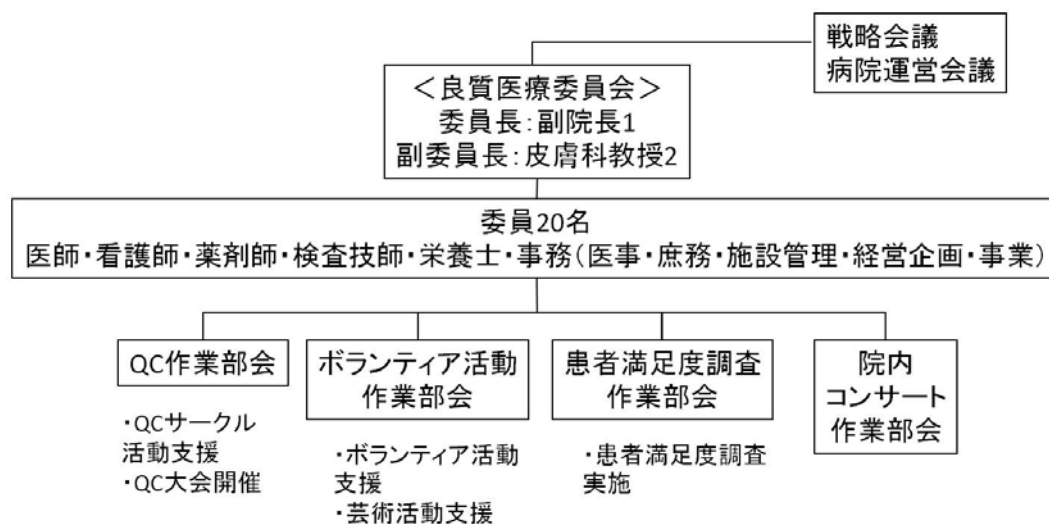 戦略会議
病院運営会議
＜良質医療委員会＞
委員長：副院長1
副委員長：皮膚科教授2
委員20名
医師・看護師・薬剤師・検査技師・栄養士・事務（医事・庶務・施設管理・経営企画・事業）
QC作業部会
・QCサークル
活動支援
・QC大会開催
ボランティア活動
作業部会
・ボランティア活動
支援
・芸術活動支援
患者満足度調査
作業部会
・患者満足度調査
実施
院内
コンサート
作業部会